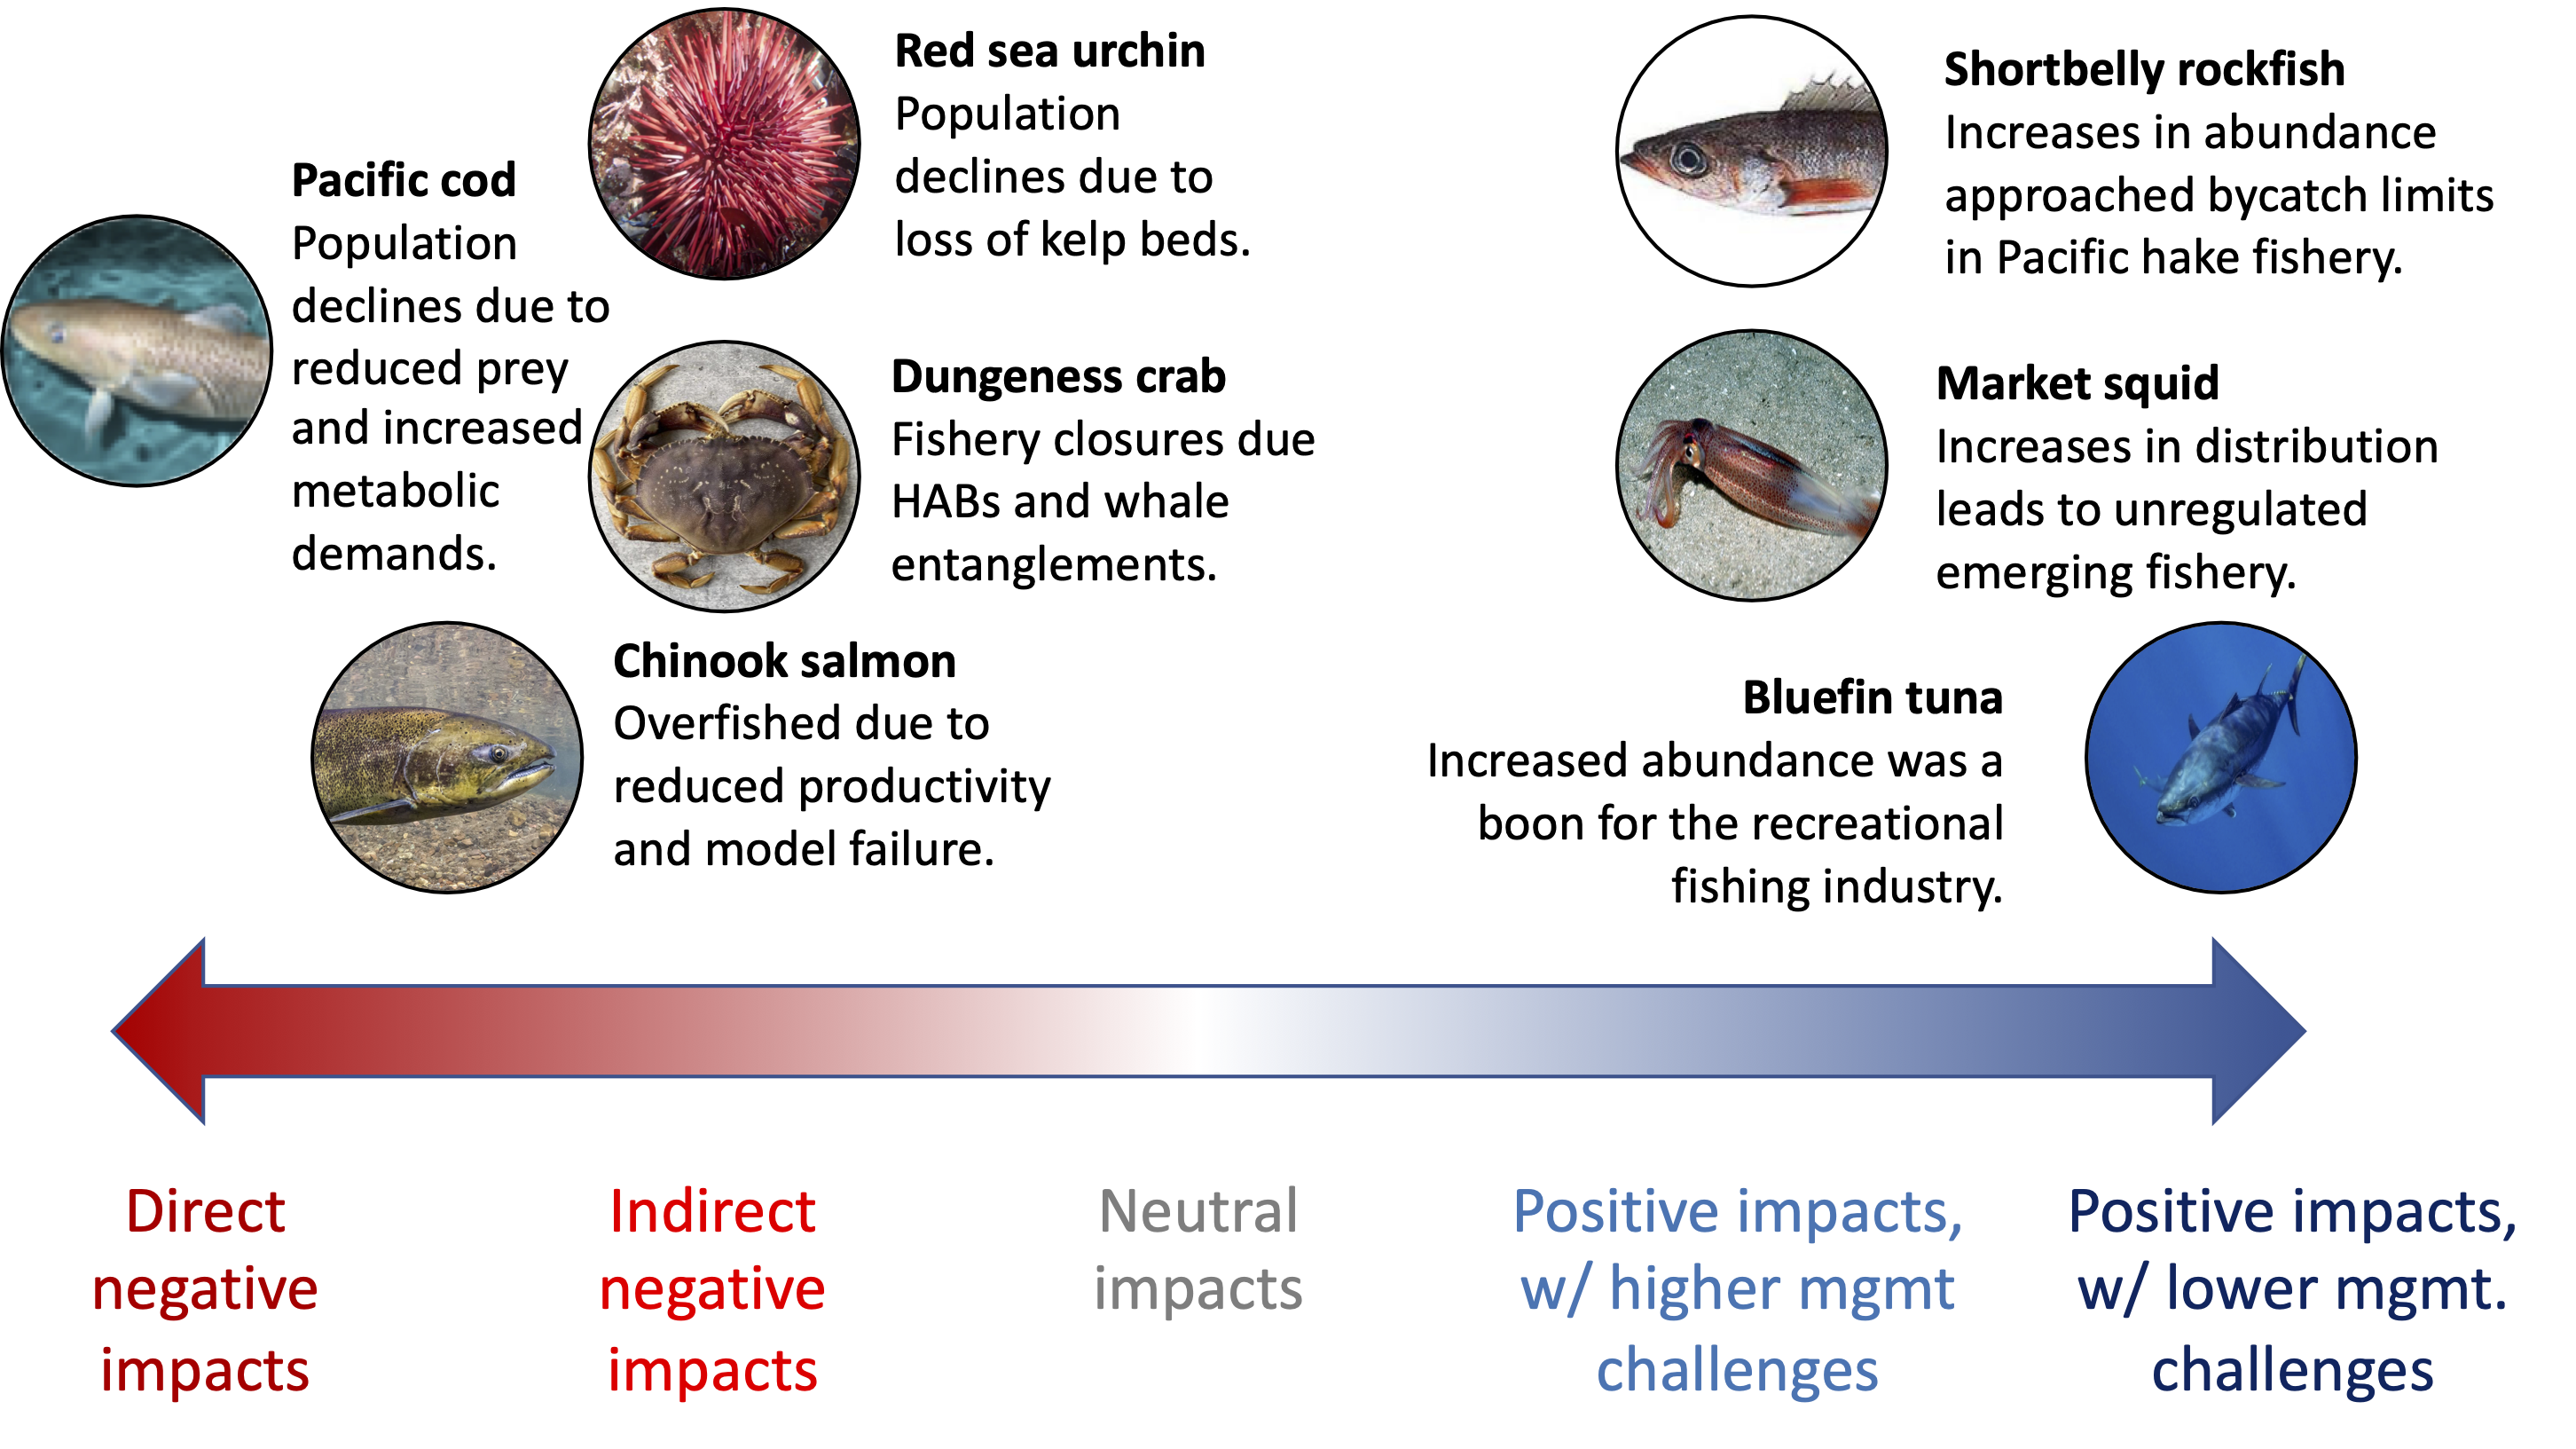 Pacific cod
Population
declines due to
reduced prey
and increased
metabolic
demands.
Red sea urchin
Population
declines due to
loss of kelp beds.
Dungeness crab
Fishery closures due
HABs and whale
entanglements.
Chinook salmon
Overfished due to
reduced productivity
and model failure.
Shortbelly rockfish
Increases in abundance
approached bycatch limits
in Pacific hake fishery.
Market squid
Increases in distribution
leads to unregulated
emerging fishery.
Bluefin tuna
Increased abundance was a
boon for the recreational
fishing industry.
Direct
negative
impacts
Indirect
negative
impacts
Neutral
impacts
Positive impacts,
w/ higher mgmt
challenges
Positive impacts,
w/ lower mgmt.
challenges